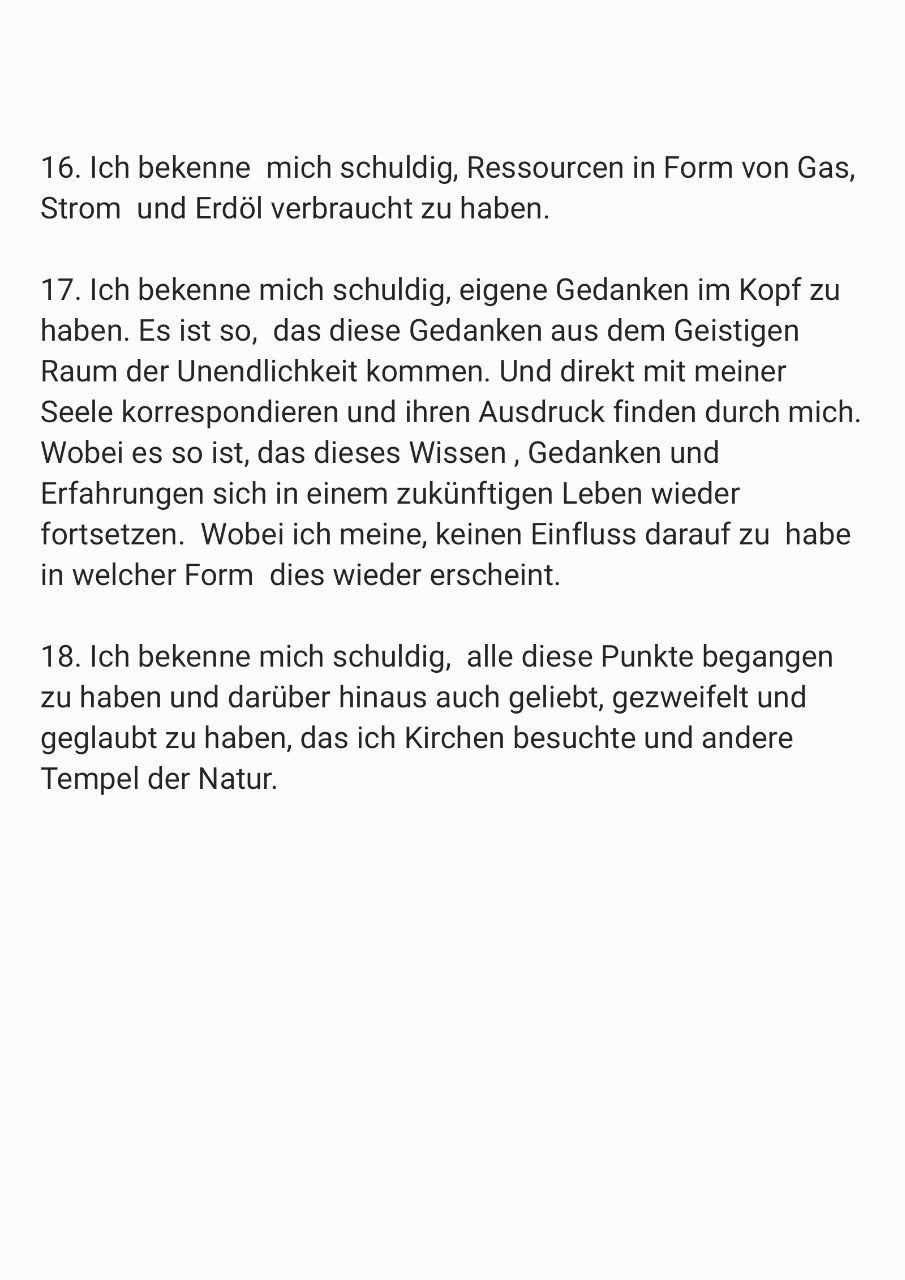 16. Ich bekenne  mich schuldig, Ressourcen in Form von Gas,
Strom  und Erdöl verbraucht zu haben.
17. Ich bekenne mich schuldig, eigene Gedanken im Kopf zu
haben. Es ist so,  das diese Gedanken aus dem Geistigen
Raum der Unendlichkeit kommen. Und direkt mit meiner
Seele korrespondieren und ihren Ausdruck finden durch mich.
Wobei es so ist, das dieses Wissen , Gedanken und
Erfahrungen sich in einem zukünftigen Leben wieder
fortsetzen.  Wobei ich meine, keinen Einfluss darauf zu  habe
in welcher Form  dies wieder erscheint.
18. Ich bekenne mich schuldig,  alle diese Punkte begangen
zu haben und darüber hinaus auch geliebt, gezweifelt und
geglaubt zu haben, das ich Kirchen besuchte und andere
Tempel der Natur.